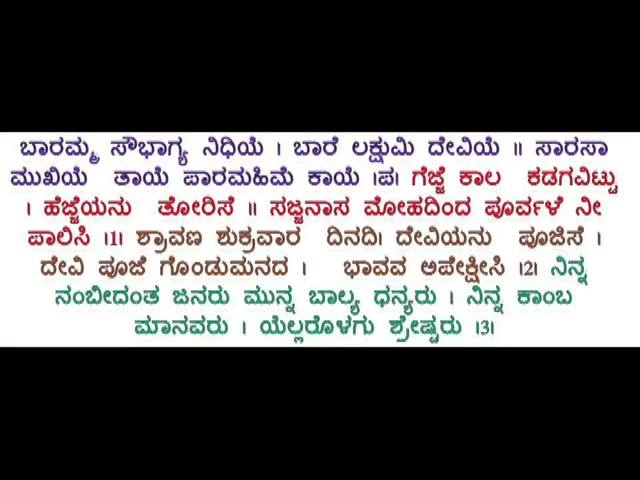 ಬಾರಮ್ಮ ಸೌಭಾಗ್ಯ ನಿಧಿಯೆ । ಬಾರೆ ಲಕ್ಷುಮಿ ದೇವಿಯೆ ॥ ಸಾರಸಾ
ಮುಖಿಯೆ ತಾಯೆ ಪಾರಮಹಿಮೆ ಕಾಯೆ ।ಪ। ಗೆಜ್ಜೆ ಕಾಲ ಕಡಗವಿಟ್ಟು
। ಹೆಜ್ಜೆಯನು ತೋರಿಸೆ ॥ ಸಜ್ಜನಾಸ ಮೋಹದಿಂದ ಪೂರ್ವಳೆ ನೀ
ಪಾಲಿಸಿ ।1। ಶ್ರಾವಣ ಶುಕ್ರವಾರ ದಿನದಿ। ದೇವಿಯನು ಪೂಜಿಸೆ ।
ದೇವಿ ಪೂಜೆ ಗೊಂಡುಮನದ । ಭಾವವ ಅಪೇಕ್ಷೀಸಿ ।2। ನಿನ್ನ
ನಂಬೀದಂತ ಜನರು ಮುನ್ನ ಬಾಲ್ಯ ಧನ್ಯರು । ನಿನ್ನ ಕಾಂಬ
ಮಾನವರು । ಯೆಲ್ಲರೊಳಗು ಶ್ರೇಷ್ಟರು ।3।